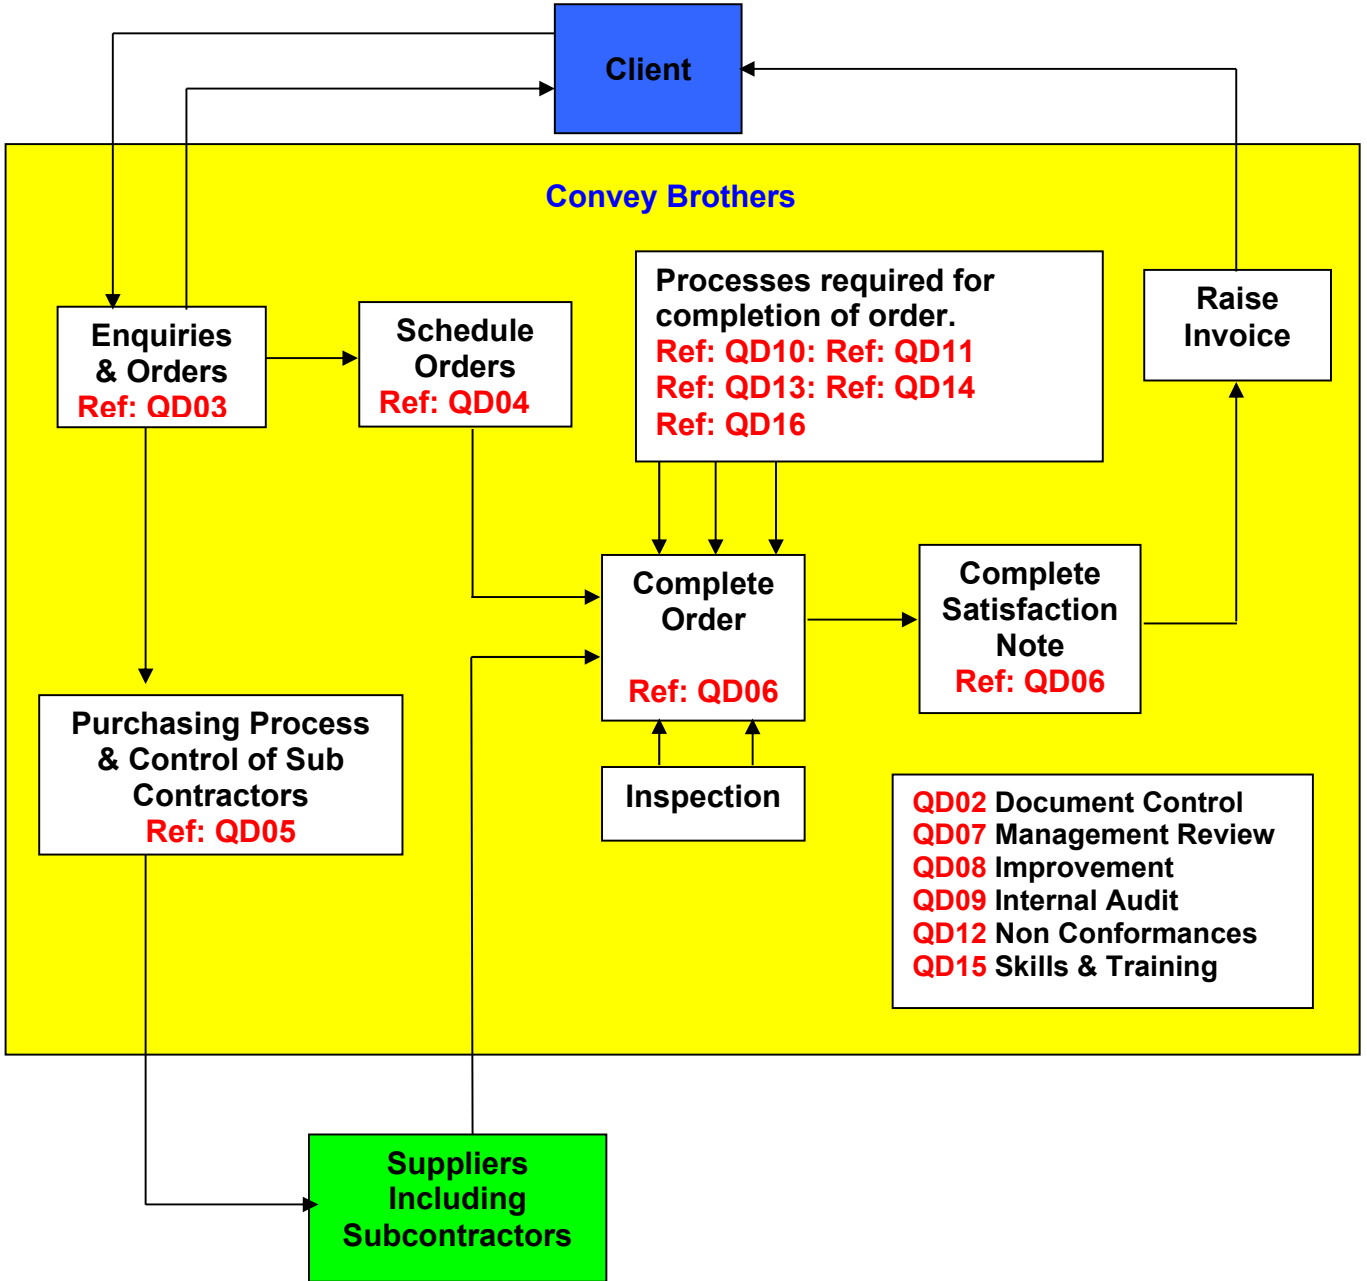 Client
Convey Brothers
Enquiries
& Orders
Ref: QD03
Schedule
Orders
Ref: QD04
Processes required for
completion of order.
Ref: QD10: Ref: QD11
Ref: QD13: Ref: QD14
Ref: QD16
Raise
Invoice
Complete
Order
Ref: QD06
Complete
Satisfaction
Note
Ref: QD06
Purchasing Process
& Control of Sub
Contractors
Ref: QD05
Inspection
QD02 Document Control
QD07 Management Review
QD08 Improvement
QD09 Internal Audit
QD12 Non Conformances
QD15 Skills & Training
Suppliers
Including
Subcontractors